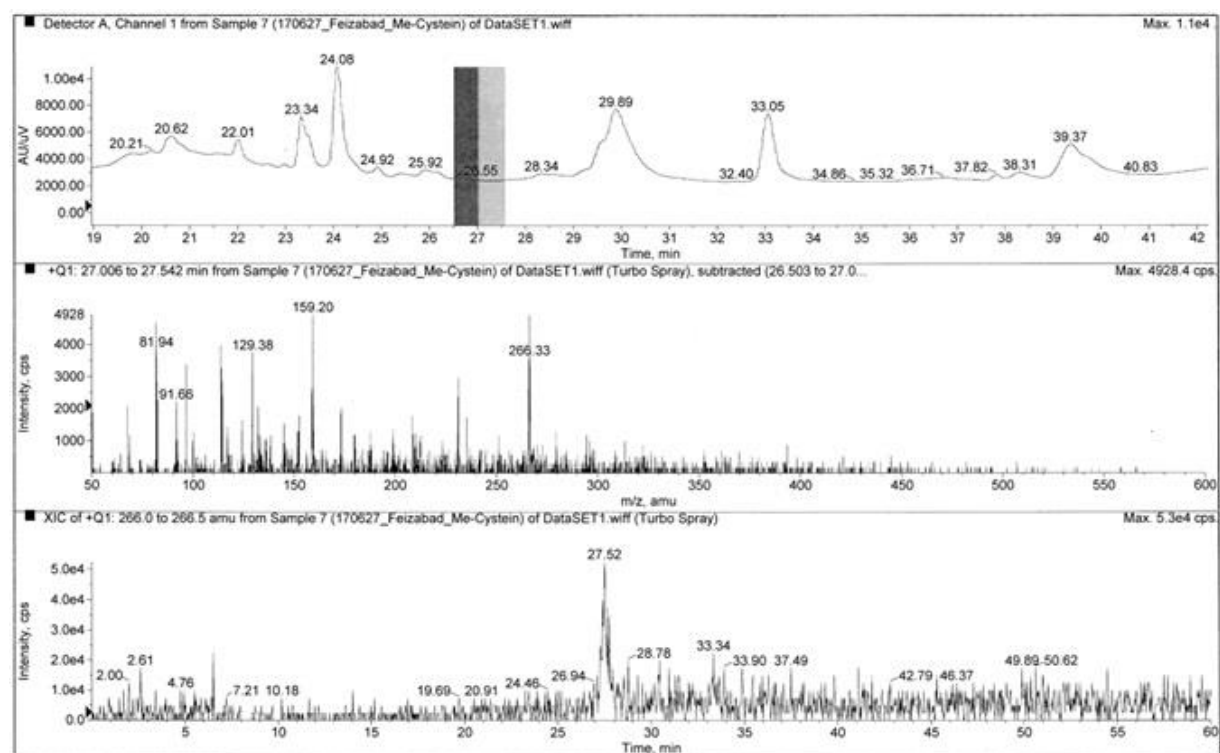 Detector A, Channel 1 from Sample 7 (170627_Feizabad_Me-Cystein) of DataSET1.wiff Max. 1.1e4
24.08
1.00e4
8000.00
6000.00
4000.00
2000.00
0.00
AU/uV
20.21
20.62
22.01
23.34
24.92
25.92
26.55
28.34
29.89
32.40
33.05
34.86
35.32
36.71
37.82
38.31
39.37
40.83
19 20 21 22 23 24 25 26 27 28 29 30 31 32 33 34 35 36 37 38 39 40 41 42
Time, min
+Q1: 27.006 to 27.542 min from Sample 7 (170627_Feizabad_Me-Cystein) of DataSET1.wiff (Turbo Spray), subtracted (26.503 to 27.0... Max. 4928.4 cps.
4928
4000
3000
2000
1000
Intensity, cps
81.94
91.66
129.38
159.20
266.33
50 100 150 200 250 300 350 400 450 500 550 600
m/z, amu
XIC of +Q1: 266.0 to 266.5 amu from Sample 7 (170627_Feizabad_Me-Cystein) of DataSET1.wiff (Turbo Spray) Max. 5.3e4 cps.
5.0e4
4.0e4
3.0e4
2.0e4
1.0e4
0.0
Intensity, cps
2.00
2.61
4.76
7.21
10.18
19.69
20.91
24.46
26.94
27.52
28.78
33.34
33.90
37.49
42.79
46.37
49.89
50.62
5 10 15 20 25 30 35 40 45 50 55 60
Time, min